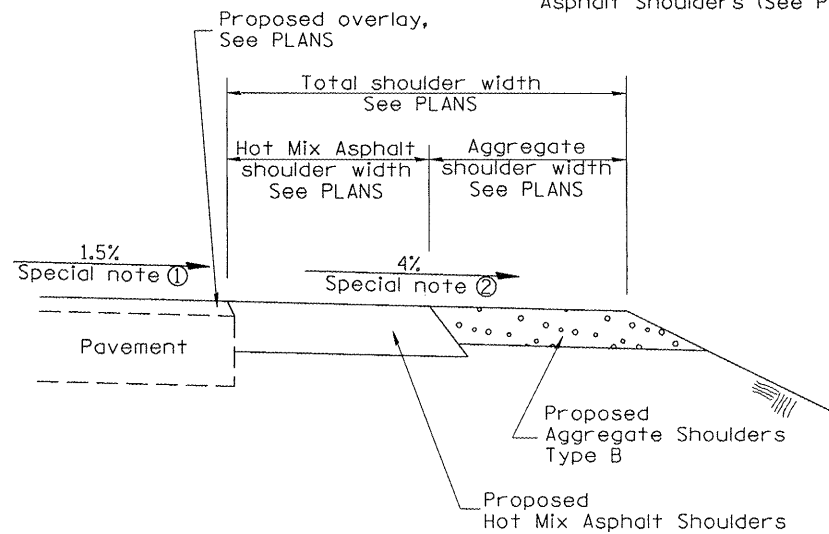 Asphalt Shoulders (See P
Proposed overlay,
See PLANS
Total shoulder width
See PLANS
Hot Mix Asphalt
shoulder width
See PLANS
Aggregate
shoulder width
See PLANS
1.5%
Special note ①
4%
Special note ②
Pavement
Proposed
Aggregate Shoulders
Type B
Proposed
Hot Mix Asphalt Shoulders